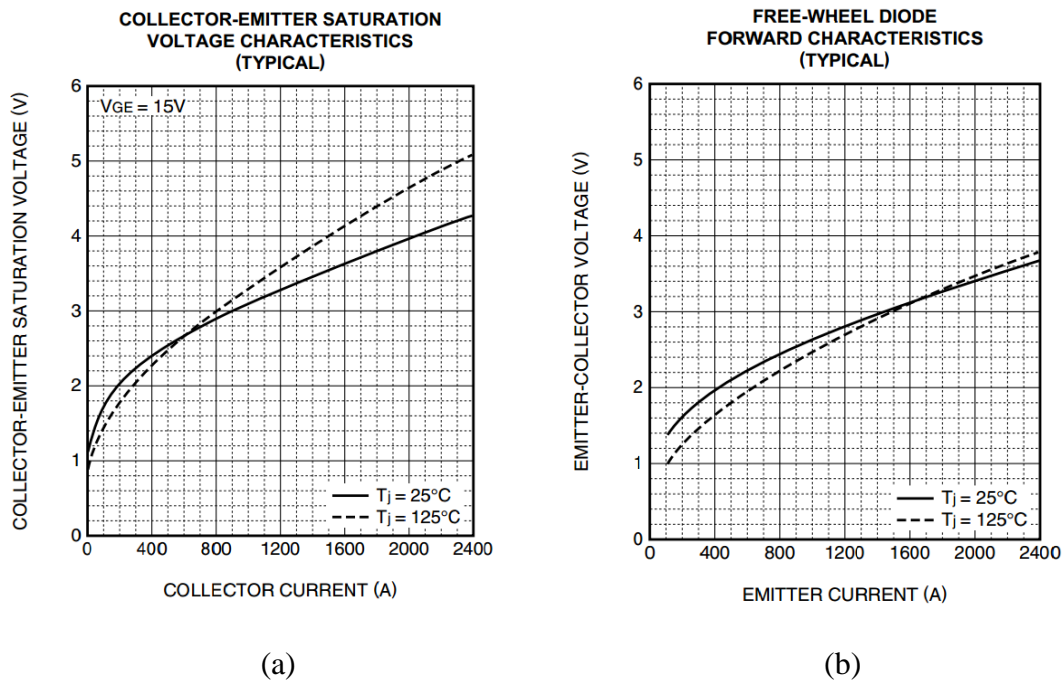 COLLECTOR-EMITTER SATURATION
VOLTAGE CHARACTERISTICS
(TYPICAL)
COLLECTOR-EMITTER SATURATION VOLTAGE (V)
6
5
4
3
2
1
0
VGE = 15V
Tj = 25°C
Tj = 125°C
0 400 800 1200 1600 2000 2400
COLLECTOR CURRENT (A)
(a)
FREE-WHEEL DIODE
FORWARD CHARACTERISTICS
(TYPICAL)
EMITTER-COLLECTOR VOLTAGE (V)
6
5
4
3
2
1
0
Tj = 25°C
Tj = 125°C
0 400 800 1200 1600 2000 2400
EMITTER CURRENT (A)
(b)